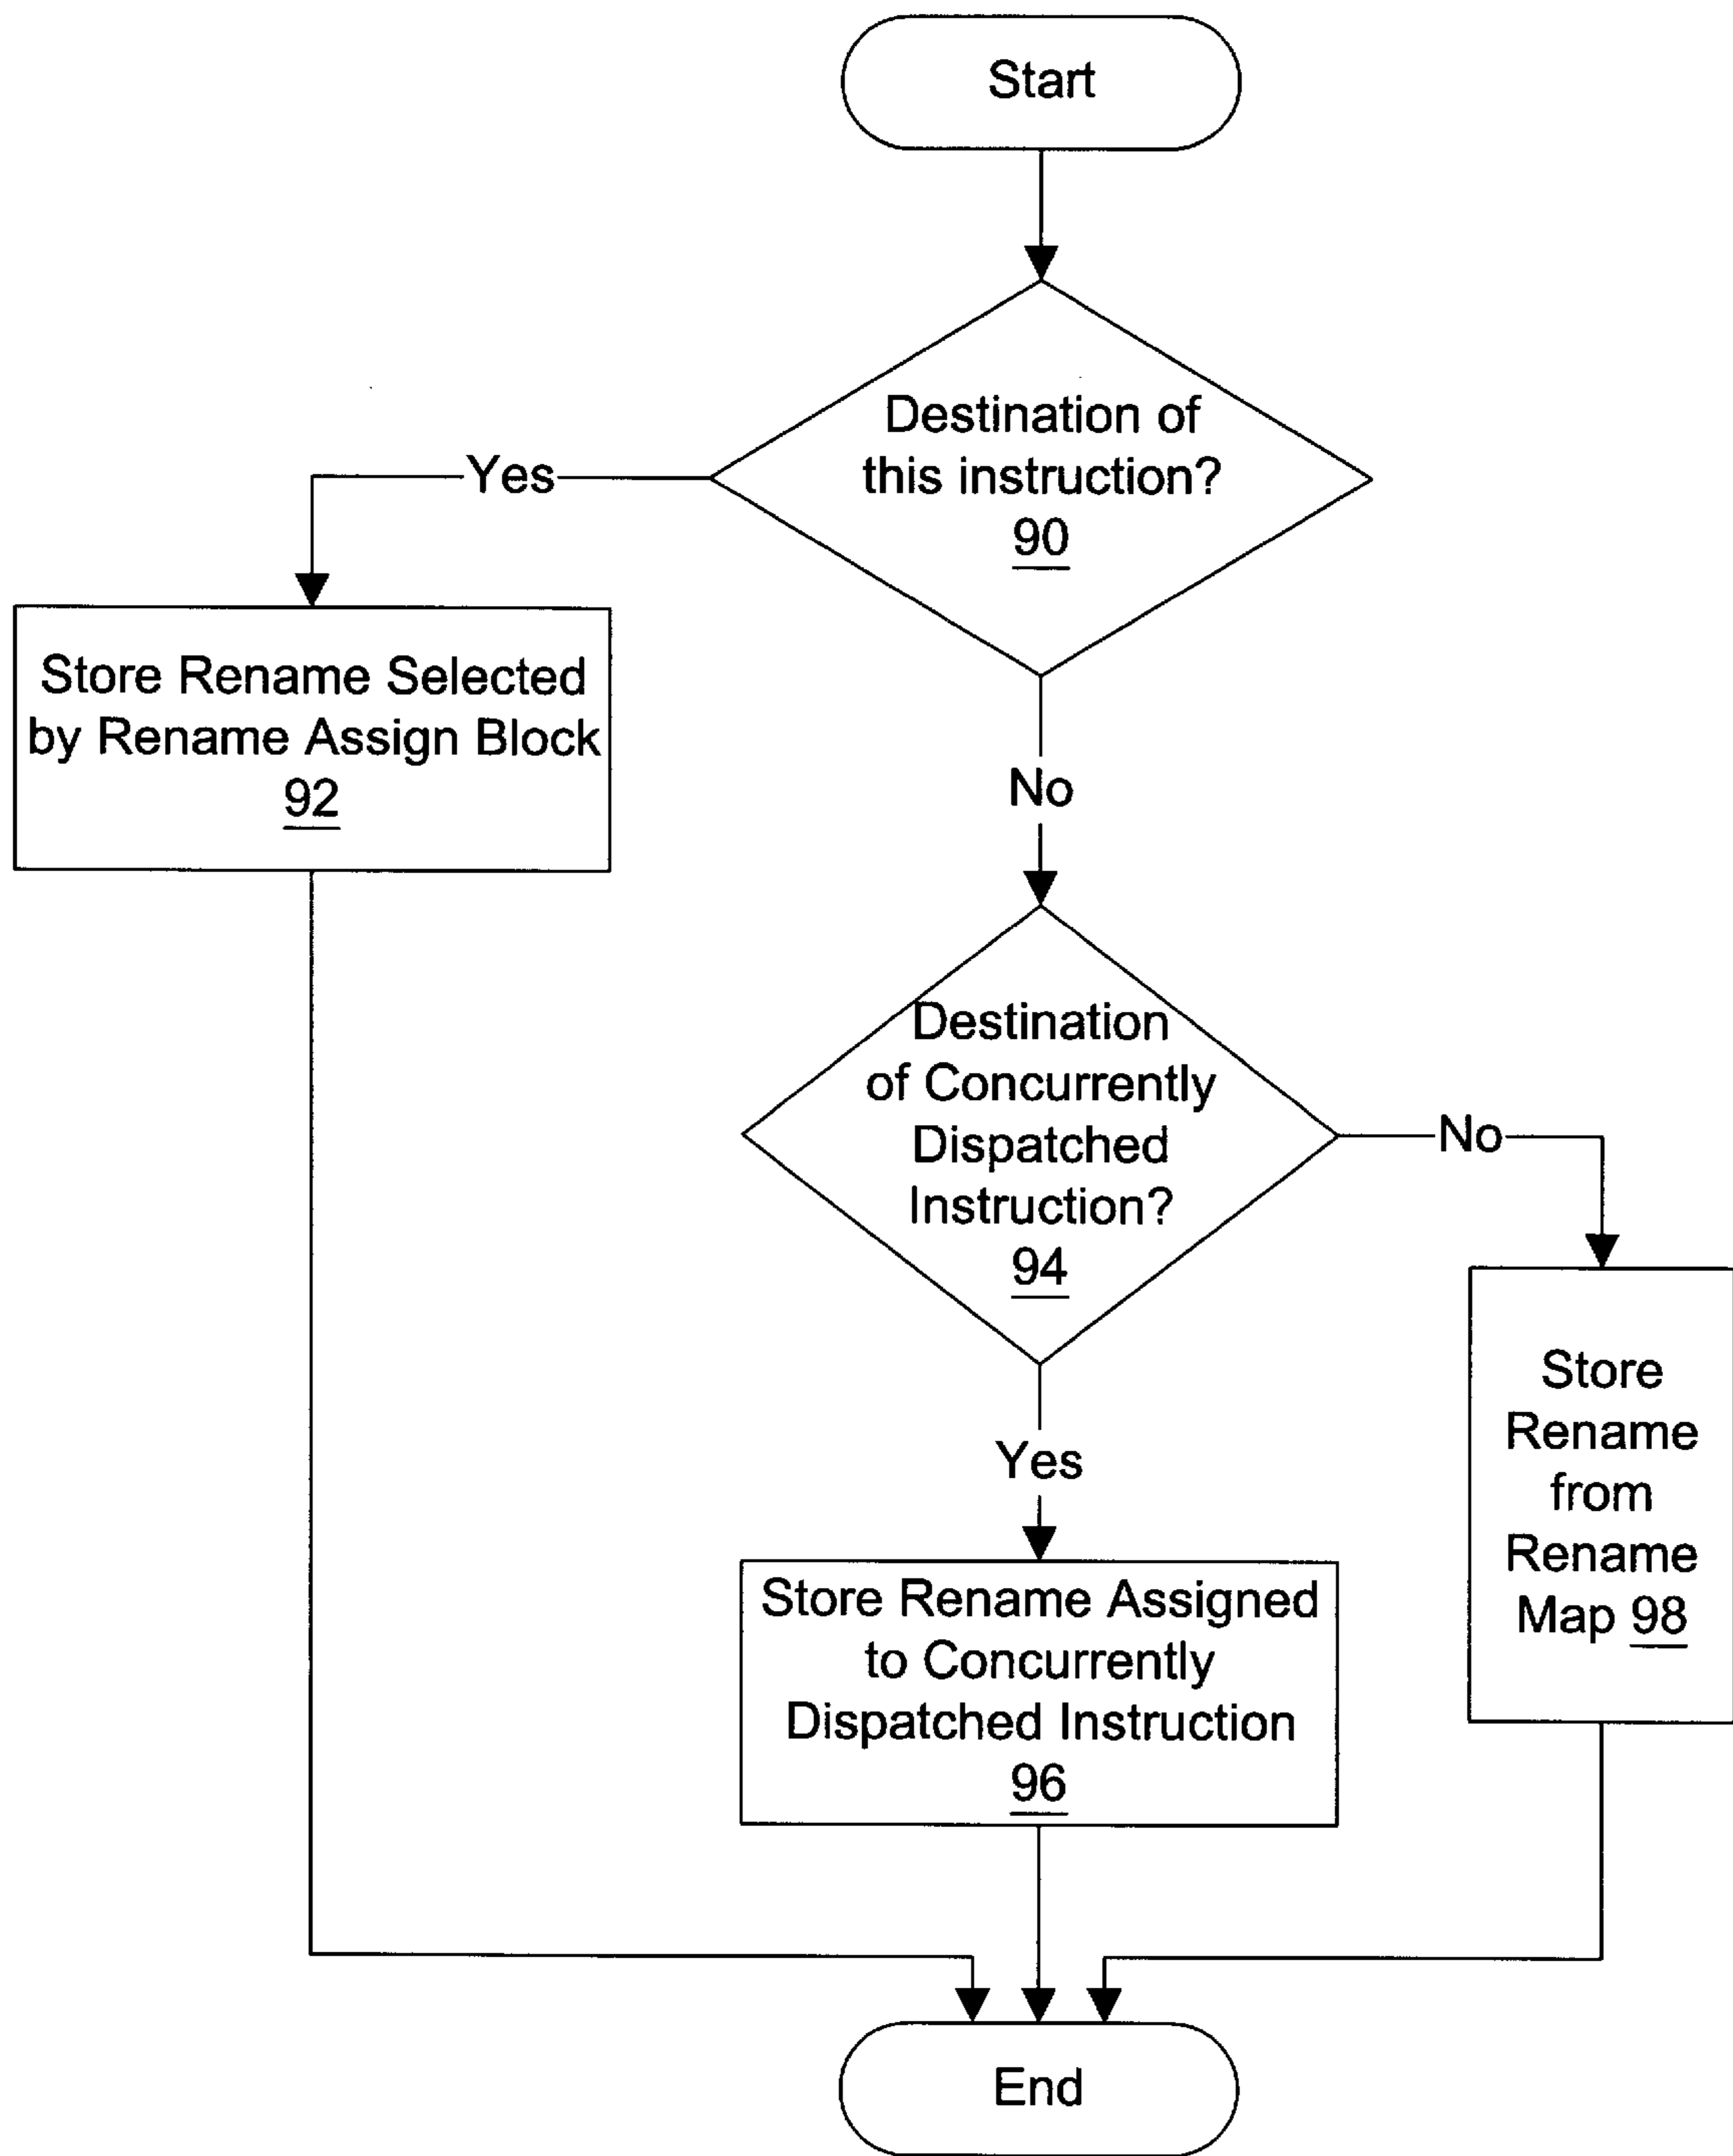 Start
Destination of
this instruction?
90
Yes
Store Rename Selected
by Rename Assign Block
92
No
Destination
of Concurrently
Dispatched
Instruction?
94
No
Yes
Store
Rename
from
Rename
Map 98
Store Rename Assigned
to Concurrently
Dispatched Instruction
96
End